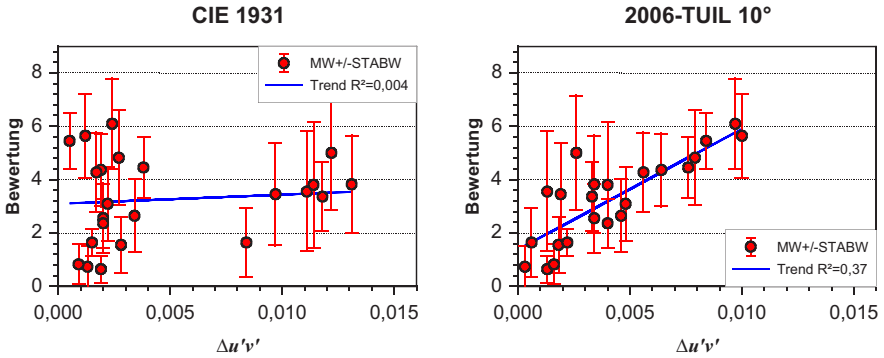 CIE 1931
Bewertung
8
6
4
2
0
MW+/-STABW
Trend R²=0,004
0,000
0,005
0,010
0,015
Δu'v'
2006-TUIL 10°
Bewertung
8
6
4
2
0
MW+/-STABW
Trend R²=0,37
0,000
0,005
0,010
0,015
Δu'v'